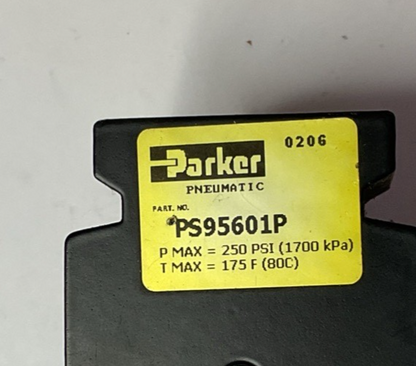 Parker 0206
PNEUMATIC
PART. NO.
PS95601P
P MAX = 250 PSI (1700 kPa)
T MAX = 175 F (80C)